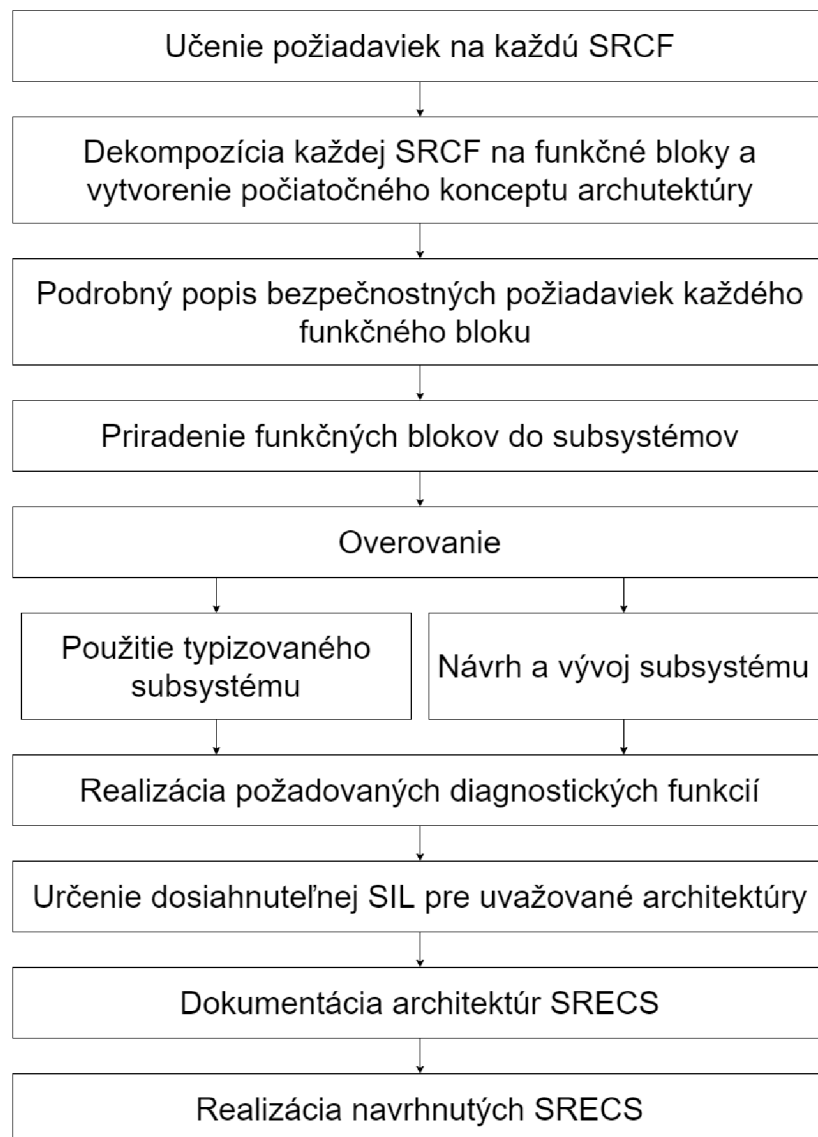 Učenie požiadaviek na každú SRCF
Dekompozícia každej SRCF na funkčné bloky a
vytvorenie počiatočného konceptu archutektúry
Podrobný popis bezpečnostných požiadaviek každého
funkčného bloku
Priradenie funkčných blokov do subsystémov
Overovanie
Použitie typizovaného
subsystému
Návrh a vývoj subsystému
Realizácia požadovaných diagnostických funkcií
Určenie dosiahnuteľnej SIL pre uvažované architektúry
Dokumentácia architektúr SRECS
Realizácia navrhnutých SRECS